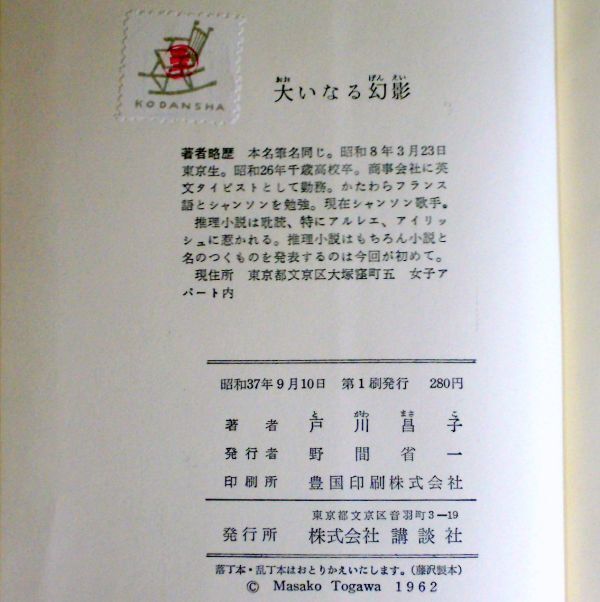 KODANSHA
大いなる幻影
おお げん えい
著者略歴 本名筆名同じ。昭和8年3月23日
東京生。昭和26年千歳高校卒。商事会社に英
文タイピストとして勤務。かたわらフランス
語とシャンソンを勉強。現在シャンソン歌手。
推理小説は耽読、特にアルレエ、アイリッ
シュに惹かれる。推理小説はもちろん小説と
名のつくものを発表するのは今回が初めて。
現住所 東京都文京区大塚窪町五 女子ア
パート内
昭和37年9月10日 第1刷発行 280円
と がわ まさ こ
著者 戸川昌子
発行者 野間省一
印刷所 豊国印刷株式会社
東京都文京区音羽町3—19
発行所 株式会社 講談社
落丁本・乱丁本はおとりかえいたします。(藤沢製本)
© Masako Togawa 1962